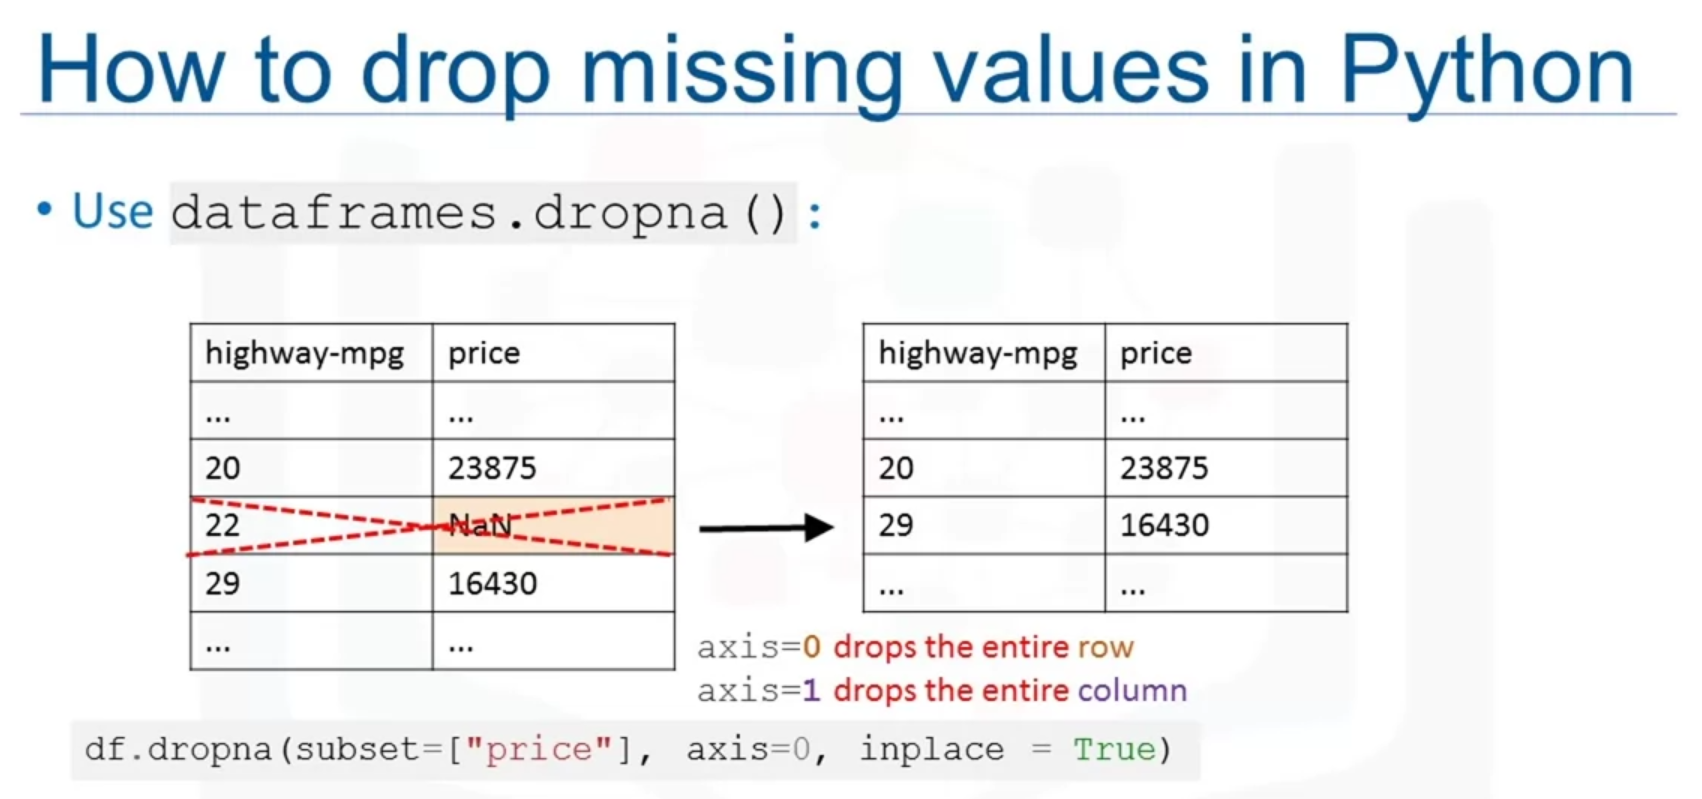 How to drop missing values in Python
• Use dataframes.dropna():
highway-mpg price
... ...
20 23875
22 NaN
29 16430
... ...
highway-mpg price
... ...
20 23875
29 16430
... ...
axis=0 drops the entire row
axis=1 drops the entire column
df.dropna(subset=["price"], axis=0, inplace = True)